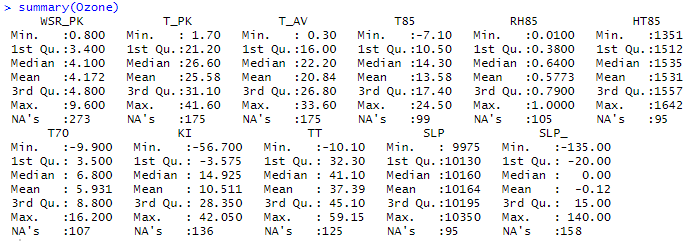 > summary(Ozone)
WSR_PK T_PK T_AV T85 RH85 HT85
Min. :0.800 Min. : 1.70 Min. : 0.30 Min. :-7.10 Min. :0.0100 Min. :1351
1st Qu.:3.400 1st Qu.:21.20 1st Qu.:16.00 1st Qu.:10.50 1st Qu.:0.3800 1st Qu.:1512
Median :4.100 Median :26.60 Median :22.20 Median :14.30 Median :0.6400 Median :1535
Mean :4.172 Mean :25.58 Mean :20.84 Mean :13.58 Mean :0.5773 Mean :1531
3rd Qu.:4.800 3rd Qu.:31.10 3rd Qu.:26.80 3rd Qu.:17.40 3rd Qu.:0.7900 3rd Qu.:1557
Max. :9.600 Max. :41.60 Max. :33.60 Max. :24.50 Max. :1.0000 Max. :1642
NA's :273 NA's :175 NA's :175 NA's :99 NA's :105 NA's :95
T70 KI TT SLP SLP_
Min. :-9.900 Min. :-56.700 Min. :-10.10 Min. : 9975 Min. :-135.00
1st Qu.: 3.500 1st Qu.: -3.575 1st Qu.: 32.30 1st Qu.:10130 1st Qu.: -20.00
Median : 6.800 Median : 14.925 Median : 41.10 Median :10160 Median : 0.00
Mean : 5.931 Mean : 10.511 Mean : 37.39 Mean :10164 Mean : -0.12
3rd Qu.: 8.800 3rd Qu.: 28.350 3rd Qu.: 45.10 3rd Qu.:10195 3rd Qu.: 15.00
Max. :16.200 Max. : 42.050 Max. : 59.15 Max. :10350 Max. : 140.00
NA's :107 NA's :136 NA's :125 NA's :95 NA's :158